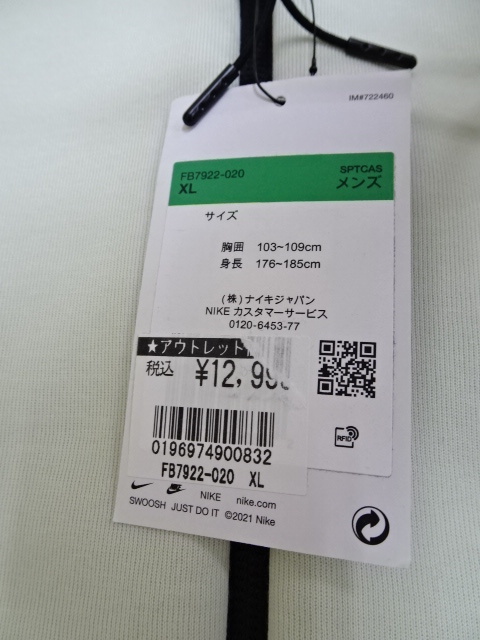 IM#722460
FB7922-020 SPTCAS
XL メンズ
サイズ
胸囲 103~109cm
身長 176~185cm
(株)ナイキジャパン
NIKE カスタマーサービス
0120-6453-77
★アウトレット
税込
RFID
0196974900832
FB7922-020 XL
NIKE nike.com
SWOOSH JUST DO IT ©2021 Nike